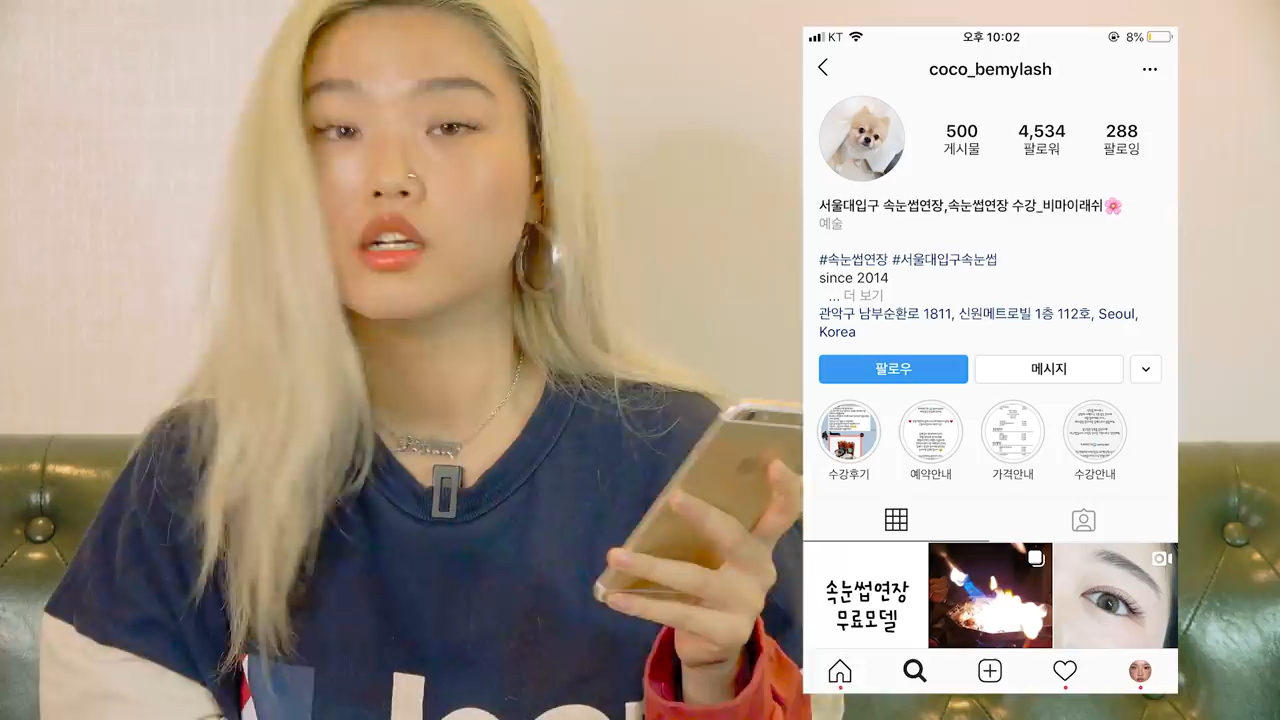 KT
오후 10:02
8%
coco_bemylash
500
4,534
288
게시물
팔로워
팔로잉
서울대입구 속눈썹연장,속눈썹연장 수강_비마이래쉬🌸
예술
#속눈썹연장 #서울대입구속눈썹
since 2014
... 더 보기
관악구 남부순환로 1811, 신원메트로빌 1층 112호, Seoul,
Korea
팔로우
메시지
수강후기
예약안내
가격안내
수강안내
속눈썹연장
무료모델